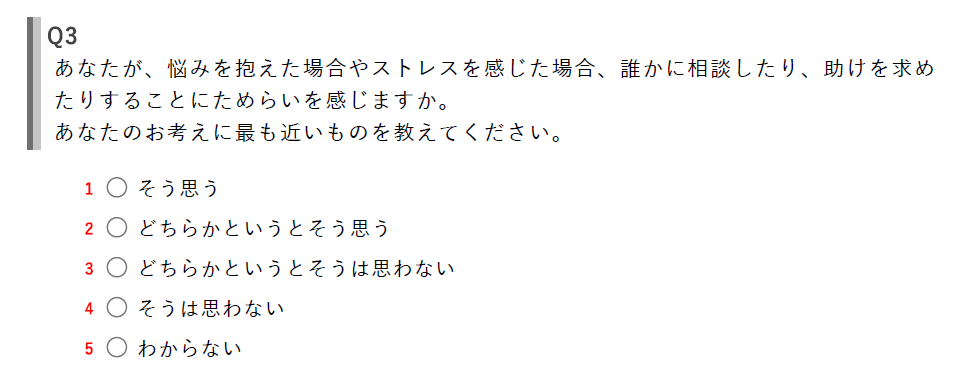 Q3
あなたが、悩みを抱えた場合やストレスを感じた場合、誰かに相談したり、助けを求め
たりすることにためらいを感じますか。
あなたのお考えに最も近いものを教えてください。
1 ○ そう思う
2 ○ どちらかというとそう思う
3 ○ どちらかというとそうは思わない
4 ○ そうは思わない
5 ○ わからない